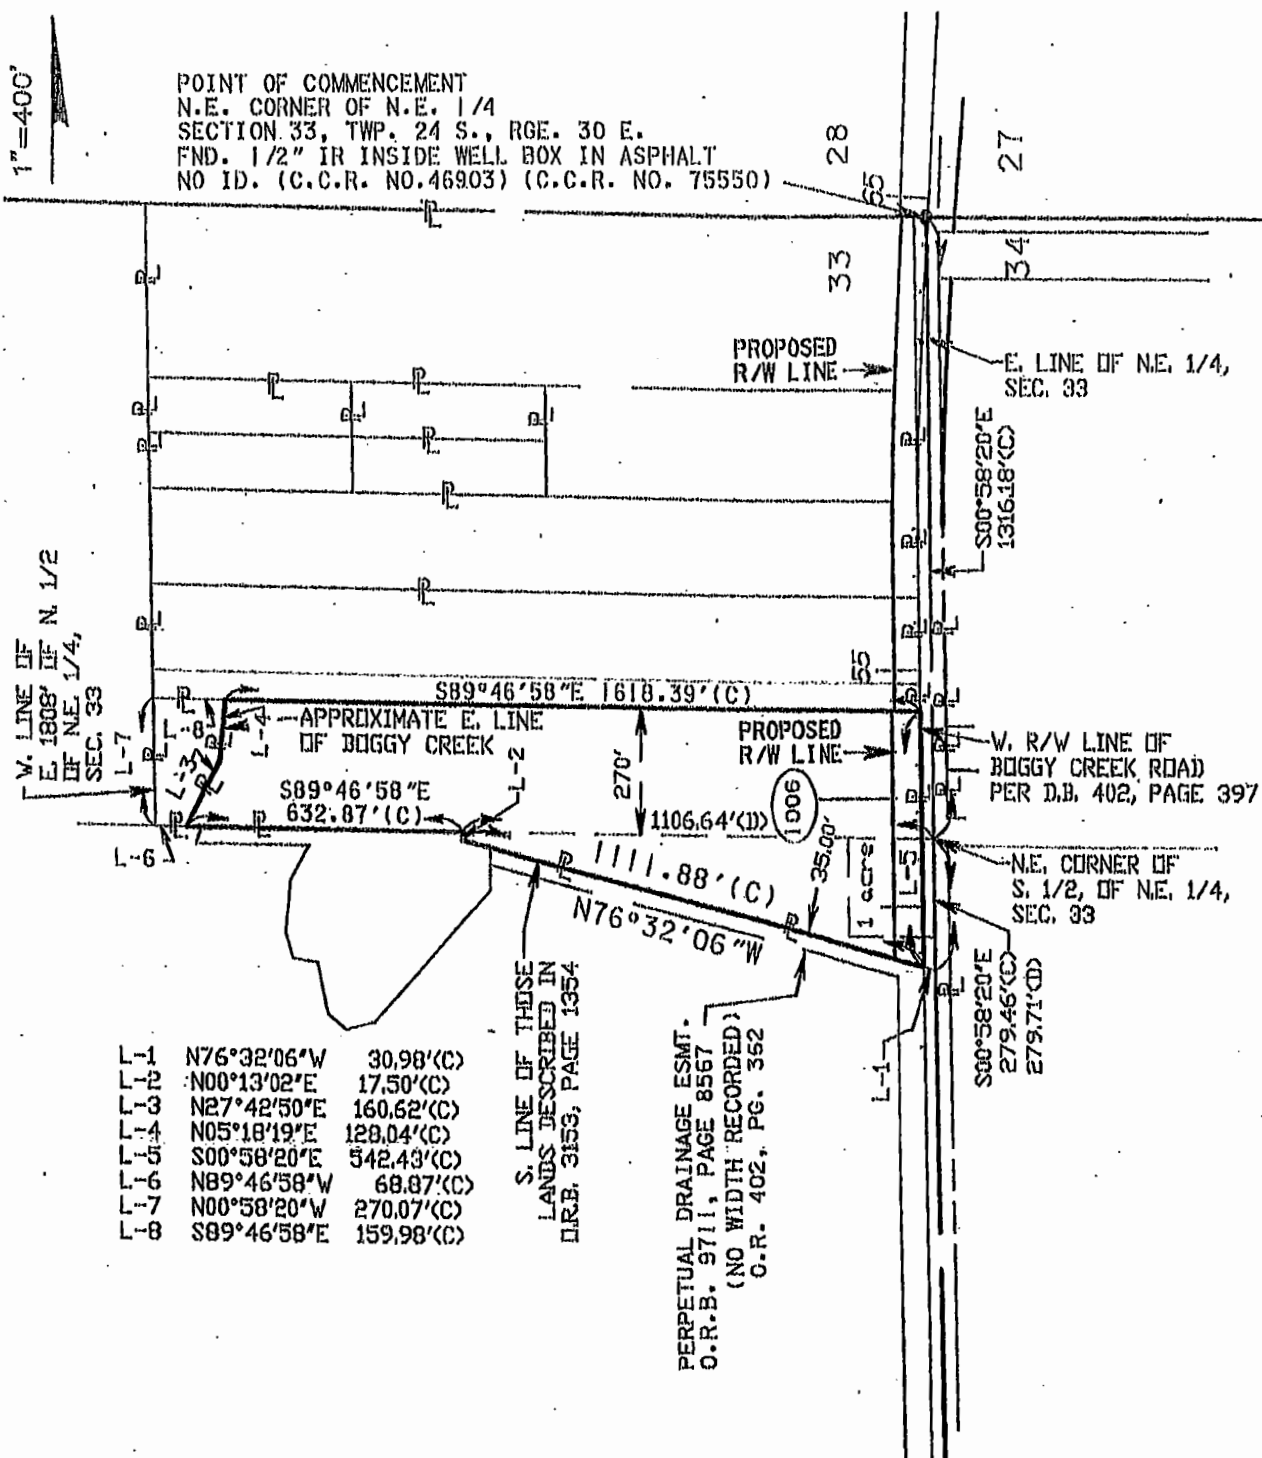 1"=400'
POINT OF COMMENCEMENT
N.E. CORNER OF N.E. 1/4
SECTION 33, TWP. 24 S., RGE. 30 E.
FND. 1/2" IR INSIDE WELL BOX IN ASPHALT
NO ID. (C.C.R. NO.46903) (C.C.R. NO. 75550)
28
27
55
33
34
PROPOSED
R/W LINE
E. LINE OF N.E. 1/4,
SEC. 33
S00°58'20"E
1316.18'(C)
W. LINE OF
E. 1808' OF N. 1/2
OF N.E. 1/4,
SEC. 33
L-7
L-8
L-4
L-3
S89°46'58"E 1618.39'(C)
55
APPROXIMATE E. LINE
OF BOGGY CREEK
L-2
270'
PROPOSED
R/W LINE
W. R/W LINE OF
BOGGY CREEK ROAD
PER D.B. 402, PAGE 397
S89°46'58"E
632.87'(C)
1106.64'(D)
1006
L-6
1111.88'(C)
N76°32'06"W
35.00'
1 acre
L-5
N.E. CORNER OF
S. 1/2, OF N.E. 1/4,
SEC. 33
S00°58'20"E
279.46'(C)
279.71'(D)
L-1
S. LINE OF THOSE
LANDS DESCRIBED IN
O.R.B. 3153, PAGE 1354
PERPETUAL DRAINAGE ESMT.
O.R.B. 9711, PAGE 8567
(NO WIDTH RECORDED)
O.R. 402, PG. 352
L-1 N76°32'06"W 30.98'(C)
L-2 N00°13'02"E 17.50'(C)
L-3 N27°42'50"E 160.62'(C)
L-4 N05°18'19"E 128.04'(C)
L-5 S00°58'20"E 542.43'(C)
L-6 N89°46'58"W 68.87'(C)
L-7 N00°58'20"W 270.07'(C)
L-8 S89°46'58"E 159.98'(C)